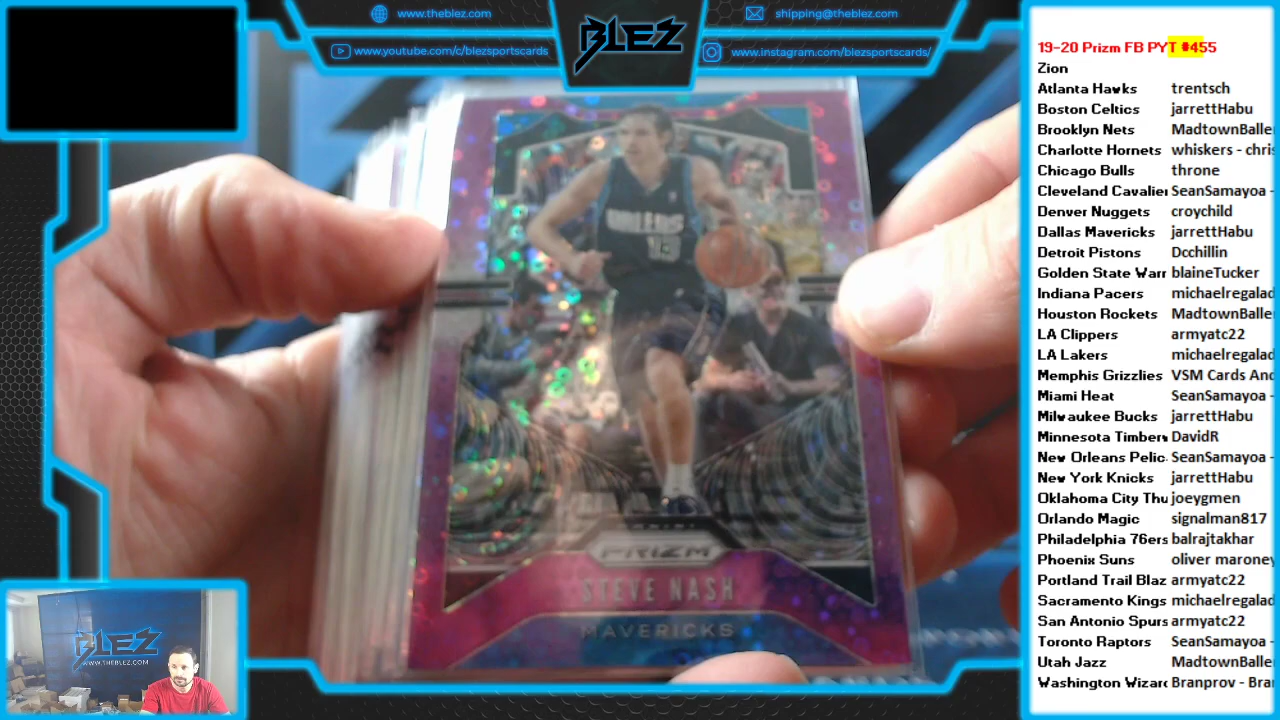 www.theblez.com
shipping@theblez.com
www.youtube.com/c/blezsportscards
www.instagram.com/blezsportscards/
BLEZ
13
PANINI
PRIZM
STEVE NASH
MAVERICKS
BLEZ
WWW.THEBLEZ.COM
19-20 Prizm FB PYT #455
Zion
Atlanta Hawks trentsch
Boston Celtics jarrettHabu
Brooklyn Nets MadtownBalle
Charlotte Hornets whiskers - chris
Chicago Bulls throne
Cleveland Cavalier SeanSamayoa -
Denver Nuggets croychild
Dallas Mavericks jarrettHabu
Detroit Pistons Dcchillin
Golden State Warr blaineTucker
Indiana Pacers michaelregalad
Houston Rockets MadtownBalle
LA Clippers armyatc22
LA Lakers michaelregalad
Memphis Grizzlies VSM Cards And
Miami Heat SeanSamayoa -
Milwaukee Bucks jarrettHabu
Minnesota Timberw DavidR
New Orleans Pelic SeanSamayoa -
New York Knicks jarrettHabu
Oklahoma City Thu joeygmen
Orlando Magic signalman817
Philadelphia 76ers balrajtakhar
Phoenix Suns oliver maroney
Portland Trail Blaz armyatc22
Sacramento Kings michaelregalad
San Antonio Spurs armyatc22
Toronto Raptors SeanSamayoa -
Utah Jazz MadtownBalle
Washington Wizard Branprov - Bra